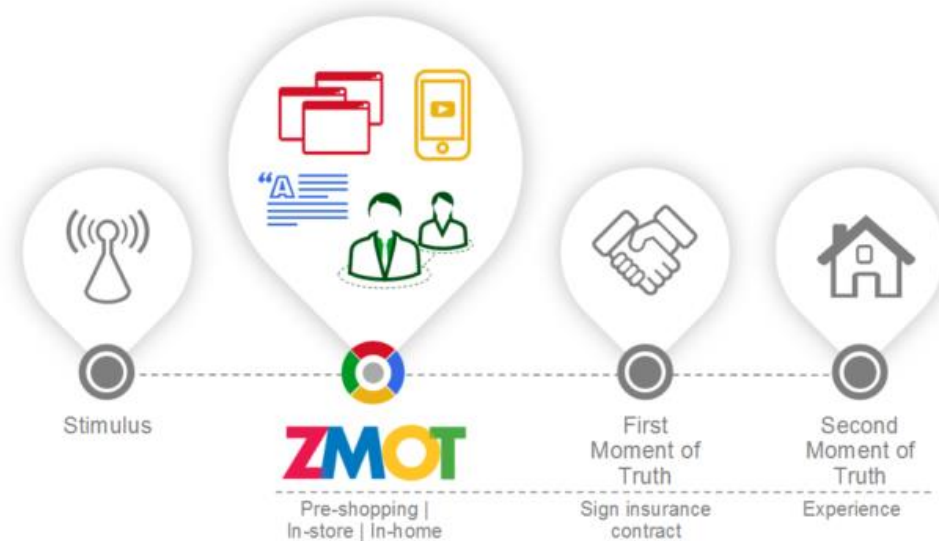 “A
Stimulus
ZMOT
Pre-shopping |
In-store | In-home
First
Moment of
Truth
Sign insurance
contract
Second
Moment of
Truth
Experience